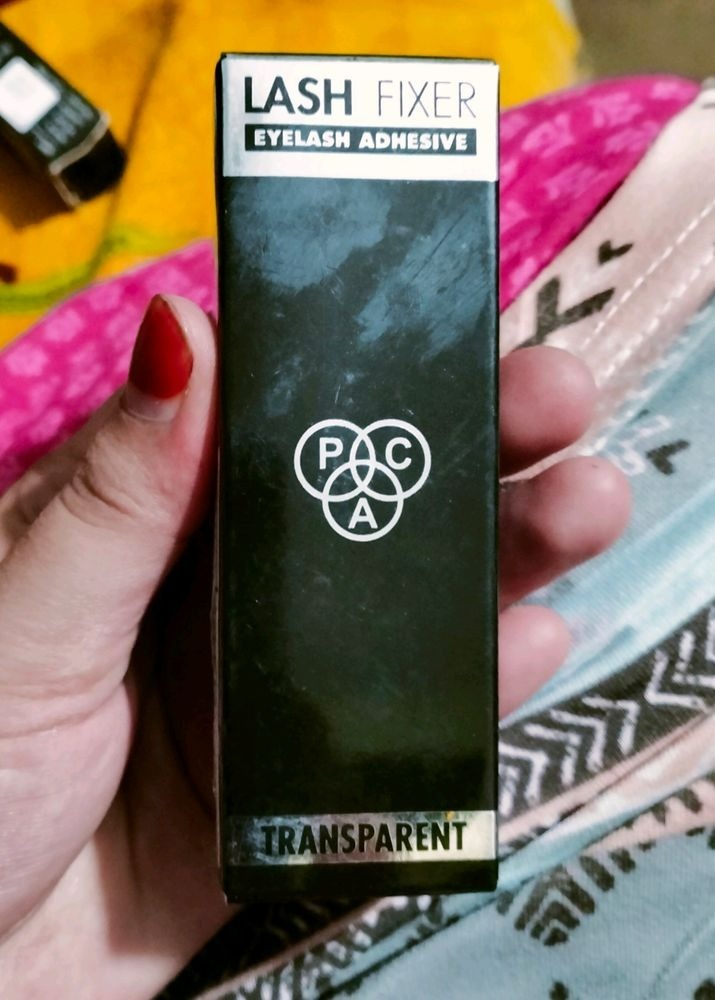 LASH FIXER
EYELASH ADHESIVE
P C
A
TRANSPARENT